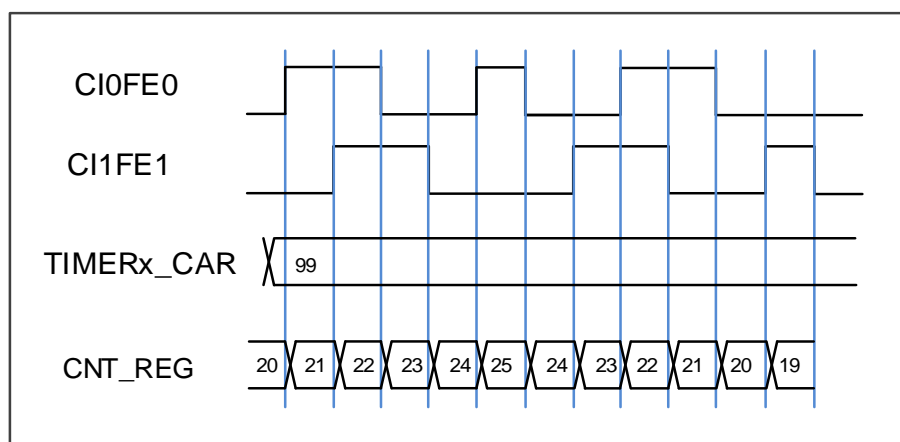 CI0FE0
CI1FE1
TIMERx_CAR 99
CNT_REG 20 21 22 23 24 25 24 23 22 21 20 19